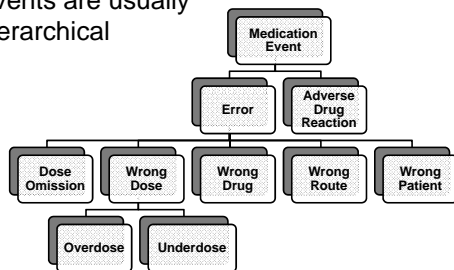 vents are usually
erarchical
Medication
Event
Error
Adverse
Drug
Reaction
Dose
Omission
Wrong
Dose
Wrong
Drug
Wrong
Route
Wrong
Patient
Overdose
Underdose